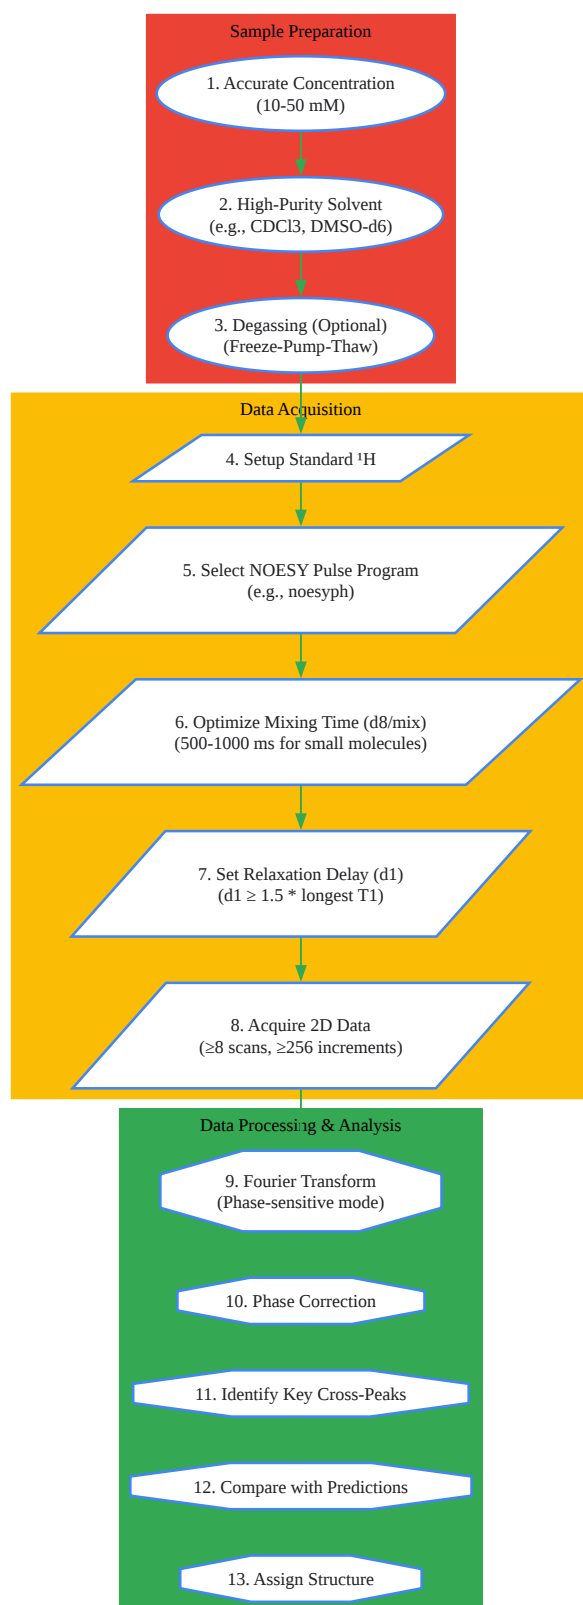 Sample Preparation
1. Accurate Concentration
(10-50 mM)
2. High-Purity Solvent
(e.g., CDCl3, DMSO-d6)
3. Degassing (Optional)
(Freeze-Pump-Thaw)
Data Acquisition
4. Setup Standard ¹H
5. Select NOESY Pulse Program
(e.g., noesyph)
6. Optimize Mixing Time (d8/mix)
(500-1000 ms for small molecules)
7. Set Relaxation Delay (d1)
(d1 ≥ 1.5 * longest T1)
8. Acquire 2D Data
(≥8 scans, ≥256 increments)
Data Processing & Analysis
9. Fourier Transform
(Phase-sensitive mode)
10. Phase Correction
11. Identify Key Cross-Peaks
12. Compare with Predictions
13. Assign Structure